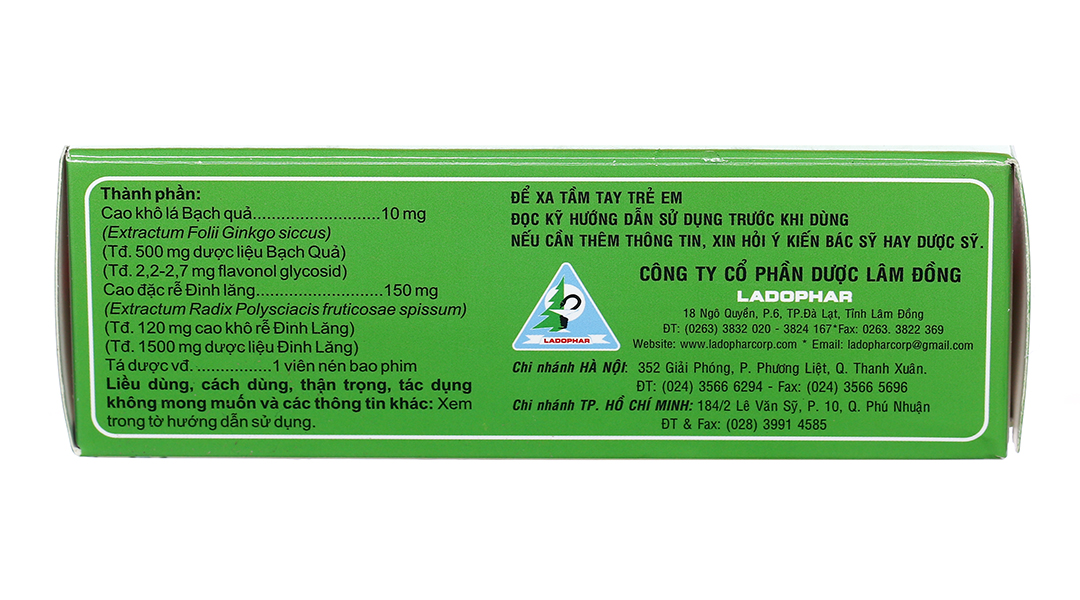 Thành phần:
Cao khô lá Bạch quả...........................10 mg
(Extractum Folii Ginkgo siccus)
(Tđ. 500 mg dược liệu Bạch Quả)
(Tđ. 2,2-2,7 mg flavonol glycosid)
Cao đặc rễ Đinh lăng...........................150 mg
(Extractum Radix Polysciacis fruticosae spissum)
(Tđ. 120 mg cao khô rễ Đinh Lăng)
(Tđ. 1500 mg dược liệu Đinh Lăng)
Tá dược vđ. ................1 viên nén bao phim
Liều dùng, cách dùng, thận trọng, tác dụng
không mong muốn và các thông tin khác: Xem
trong tờ hướng dẫn sử dụng.
ĐỂ XA TẦM TAY TRẺ EM
ĐỌC KỸ HƯỚNG DẪN SỬ DỤNG TRƯỚC KHI DÙNG
NẾU CẦN THÊM THÔNG TIN, XIN HỎI Ý KIẾN BÁC SỸ HAY DƯỢC SỸ.
LADOPHAR
CÔNG TY CỔ PHẦN DƯỢC LÂM ĐỒNG
LADOPHAR
18 Ngô Quyền, P.6, TP.Đà Lạt, Tỉnh Lâm Đồng
ĐT: (0263) 3832 020 - 3824 167*Fax: 0263. 3822 369
Website: www.ladopharcorp.com * Email: ladopharcorp@gmail.com
Chi nhánh HÀ NỘI: 352 Giải Phóng, P. Phương Liệt, Q. Thanh Xuân.
ĐT: (024) 3566 6294 - Fax: (024) 3566 5696
Chi nhánh TP. HỒ CHÍ MINH: 184/2 Lê Văn Sỹ, P. 10, Q. Phú Nhuận
ĐT & Fax: (028) 3991 4585